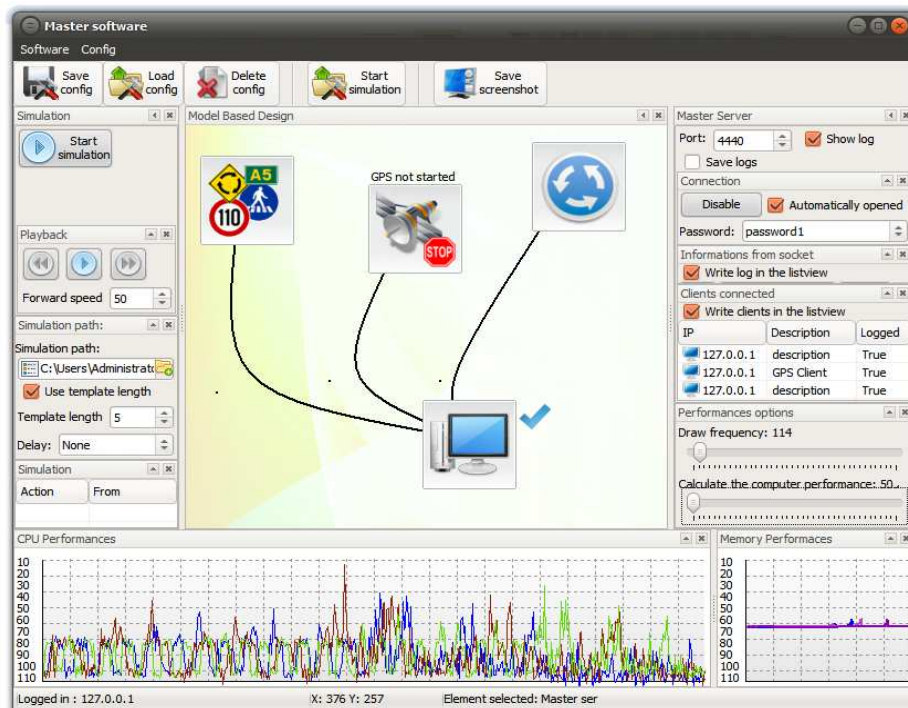 Master software
Software Config
Save config
Load config
Delete config
Start simulation
Save screenshot
Simulation
Start simulation
Playback
Forward speed 50
Simulation path:
Simulation path:
C:\Users\Administrato
Use template length
Template length 5
Delay: None
Simulation
Action From
Model Based Design
A5
110
GPS not started
STOP
Master Server
Port: 4440 Show log
Save logs
Connection
Disable Automatically opened
Password: password1
Informations from socket
Write log in the listview
Clients connected
Write clients in the listview
IP Description Logged
127.0.0.1 description True
127.0.0.1 GPS Client True
127.0.0.1 description True
Performances options
Draw frequency: 114
Calculate the computer performance: 50
CPU Performances
10
20
30
40
50
60
70
80
90
100
110
Memory Performaces
10
20
30
40
50
60
70
80
90
100
110
Logged in : 127.0.0.1 X: 376 Y: 257 Element selected: Master ser